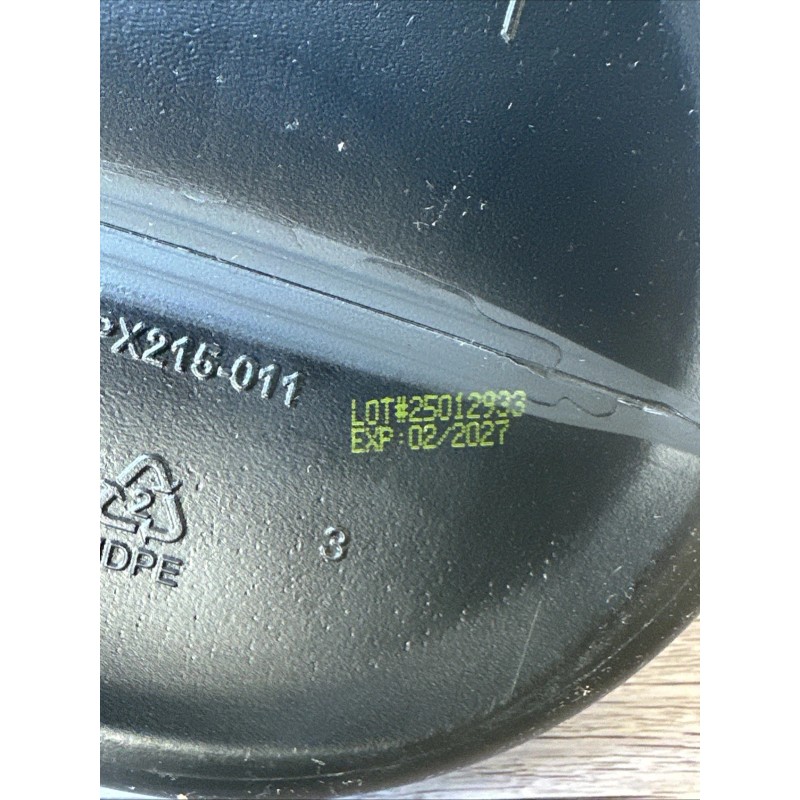 PX215-011
LOT#25012933
EXP:02/2027
2
HDPE
3